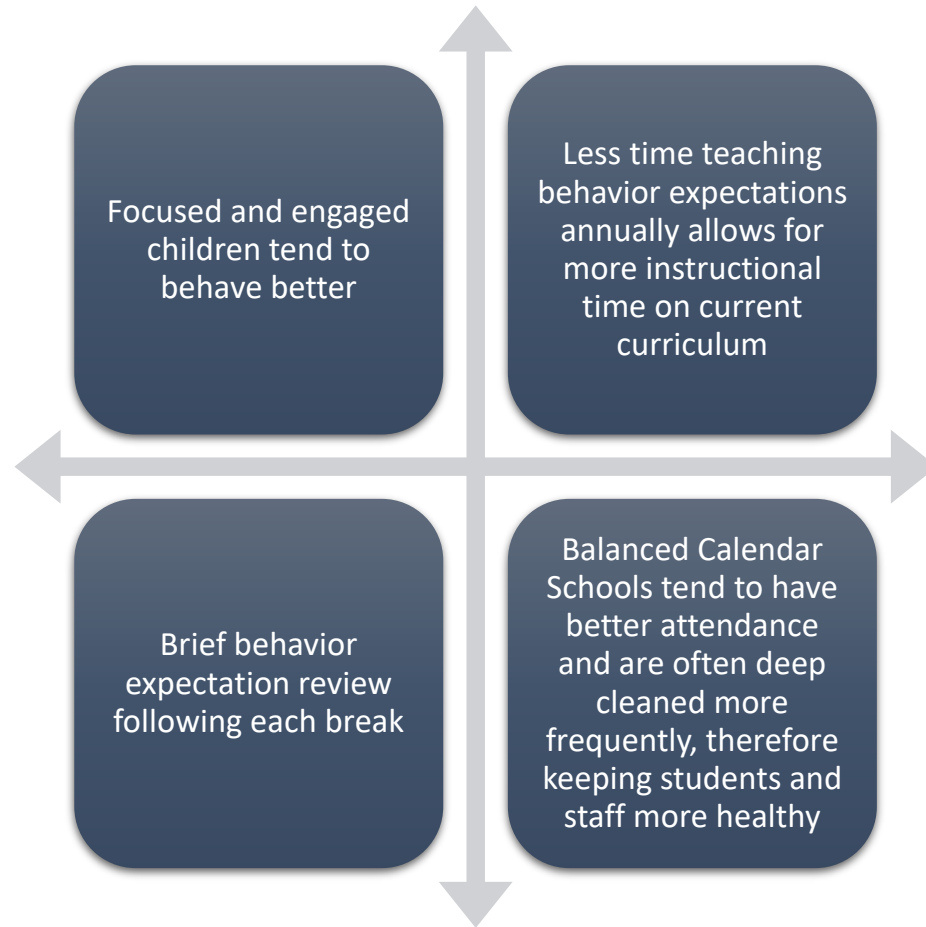 Focused and engaged
children tend to
behave better
Less time teaching
behavior expectations
annually allows for
more instructional
time on current
curriculum
Brief behavior
expectation review
following each break
Balanced Calendar
Schools tend to have
better attendance
and are often deep
cleaned more
frequently, therefore
keeping students and
staff more healthy